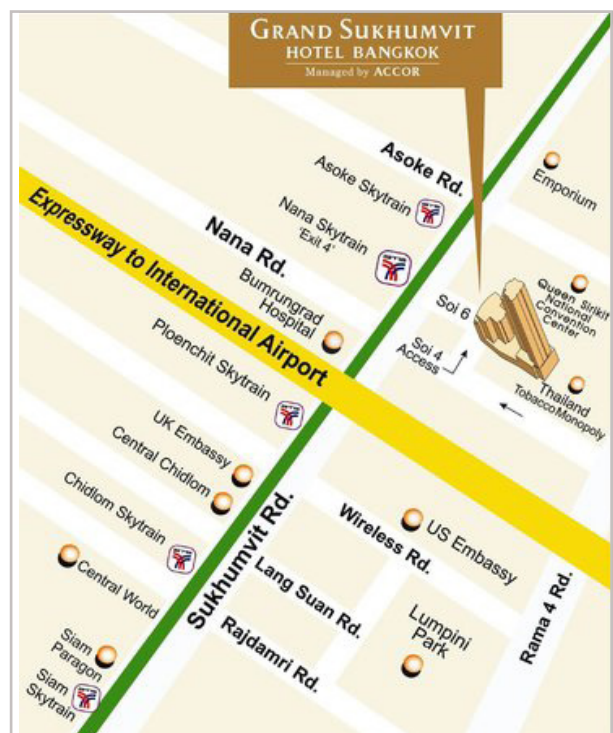 GRAND SUKHUMVIT
HOTEL BANGKOK
Managed by ACCOR
Asoke Rd.
Asoke Skytrain
Emporium
Nana Skytrain
'Exit 4'
Nana Rd.
Expressway to International Airport
Bumrungrad
Hospital
Soi 6
Queen Sirikit
National
Convention
Center
Soi 4
Access
Thailand
Tobacco Monopoly
Ploenchit Skytrain
UK Embassy
Central Chidlom
Chidlom Skytrain
Sukhumvit Rd.
Wireless Rd.
US Embassy
Central World
Lang Suan Rd.
Lumpini
Park
Rama 4 Rd.
Rajdamri Rd.
Siam
Paragon
Siam
Skytrain